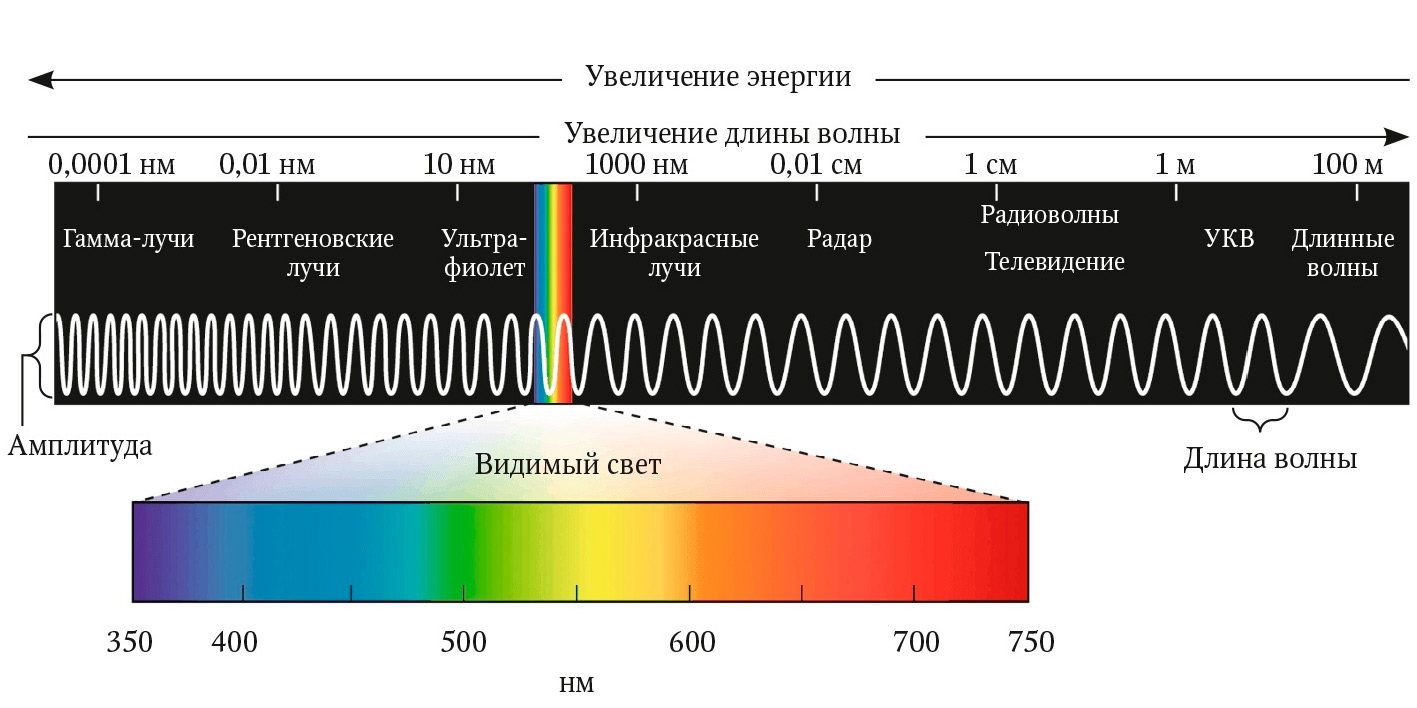 Увеличение энергии
Увеличение длины волны
0,0001 нм 0,01 нм 10 нм 1000 нм 0,01 см 1 см 1 м 100 м
Гамма-лучи
Рентгеновские
лучи
Ультра-
фиолет
Инфракрасные
лучи
Радар
Радиоволны
Телевидение
УКВ
Длинные
волны
Амплитуда
Длина волны
Видимый свет
350 400 500 600 700 750
нм